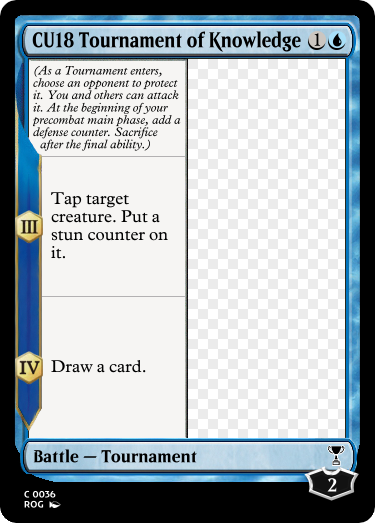 CU18 Tournament of Knowledge 1
(As a Tournament enters,
choose an opponent to protect
it. You and others can attack
it. At the beginning of your
precombat main phase, add a
defense counter. Sacrifice
after the final ability.)
III
Tap target
creature. Put a
stun counter on
it.
IV
Draw a card.
Battle — Tournament
2
C 0036
ROG